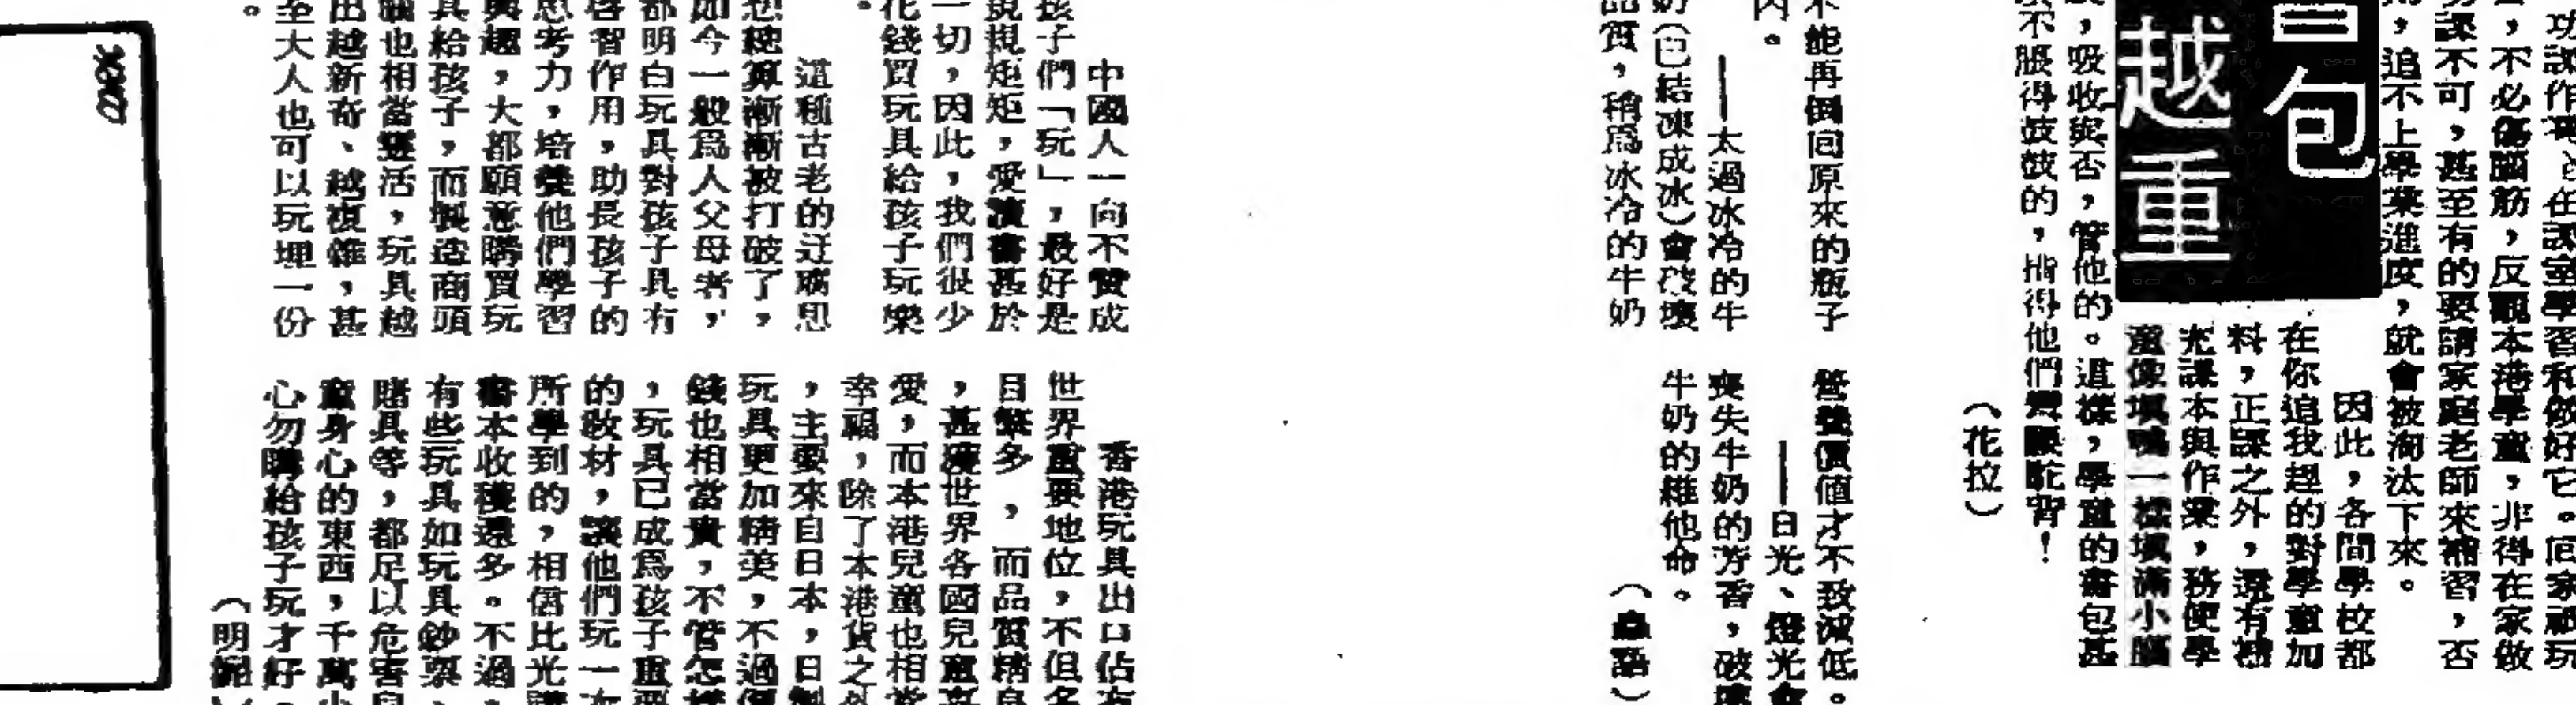 功課作業
在課室學習和做好它。回家祇玩
，不必傷腦筋，反觀本港學童，非得在家做
功課不可，甚至有的要請家庭老師來補習，否
則，追不上學業進度，就會被淘汰下來。
因此，各間學校都
在你追我趕的對學童加
料，正課之外，還有補
充課本與作業，務使學
童像填鴨一樣填滿小腦
包
越重
，吸收與否，管他的。這樣，學童的書包甚
不脹得鼓鼓的，揹得他們彎腰駝背！
（花拉）
不能再倒回原來的瓶子
內。
——太過冰冷的牛
奶（已結凍成冰）會破壞
品質，稍為冰冷的牛奶
營養價值才不致減低。
——日光、燈光會
喪失牛奶的芳香，破壞
牛奶的維他命。
中國人一向不贊成
孩子們「玩」，最好是
規規矩矩，愛讀書甚於
一切，因此，我們很少
花錢買玩具給孩子玩樂
。
這種古老的迂腐思
想總算漸漸被打破了，
如今一般為人父母者，
都明白玩具對孩子具有
啓智作用，助長孩子的
思考力，培養他們學習
興趣，大都願意購買玩
具給孩子，而製造商頭
腦也相當靈活，玩具越
出越新奇、越複雜，甚
至大人也可以玩埋一份
。
香港玩具出口佔有
世界重要地位，不但名
目繁多，而品質精良
，甚獲世界各國兒童喜
愛，而本港兒童也相當
幸福，除了本港貨之外
，主要來自日本，日製
玩具更加精美，不過價
錢也相當貴，不管怎樣
，玩具已成為孩子重要
的教材，讓他們玩一次
所學到的，相信比光讀
書本收穫還多。不過，
有些玩具如玩具鈔票、
賭具等，都足以危害兒
童身心的東西，千萬小
心勿購給孩子玩才好。